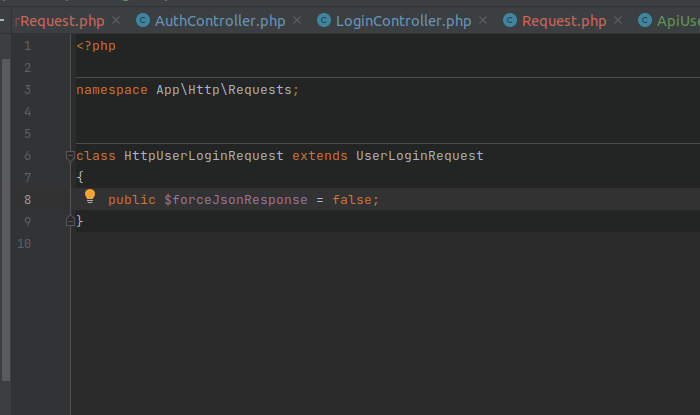 rRequest.php × C AuthController.php × C LoginController.php × C Request.php × C ApiUse
1 <?php
2
3 namespace App\Http\Requests;
4
5
6 class HttpUserLoginRequest extends UserLoginRequest
7 {
8 public $forceJsonResponse = false;
9 }
10